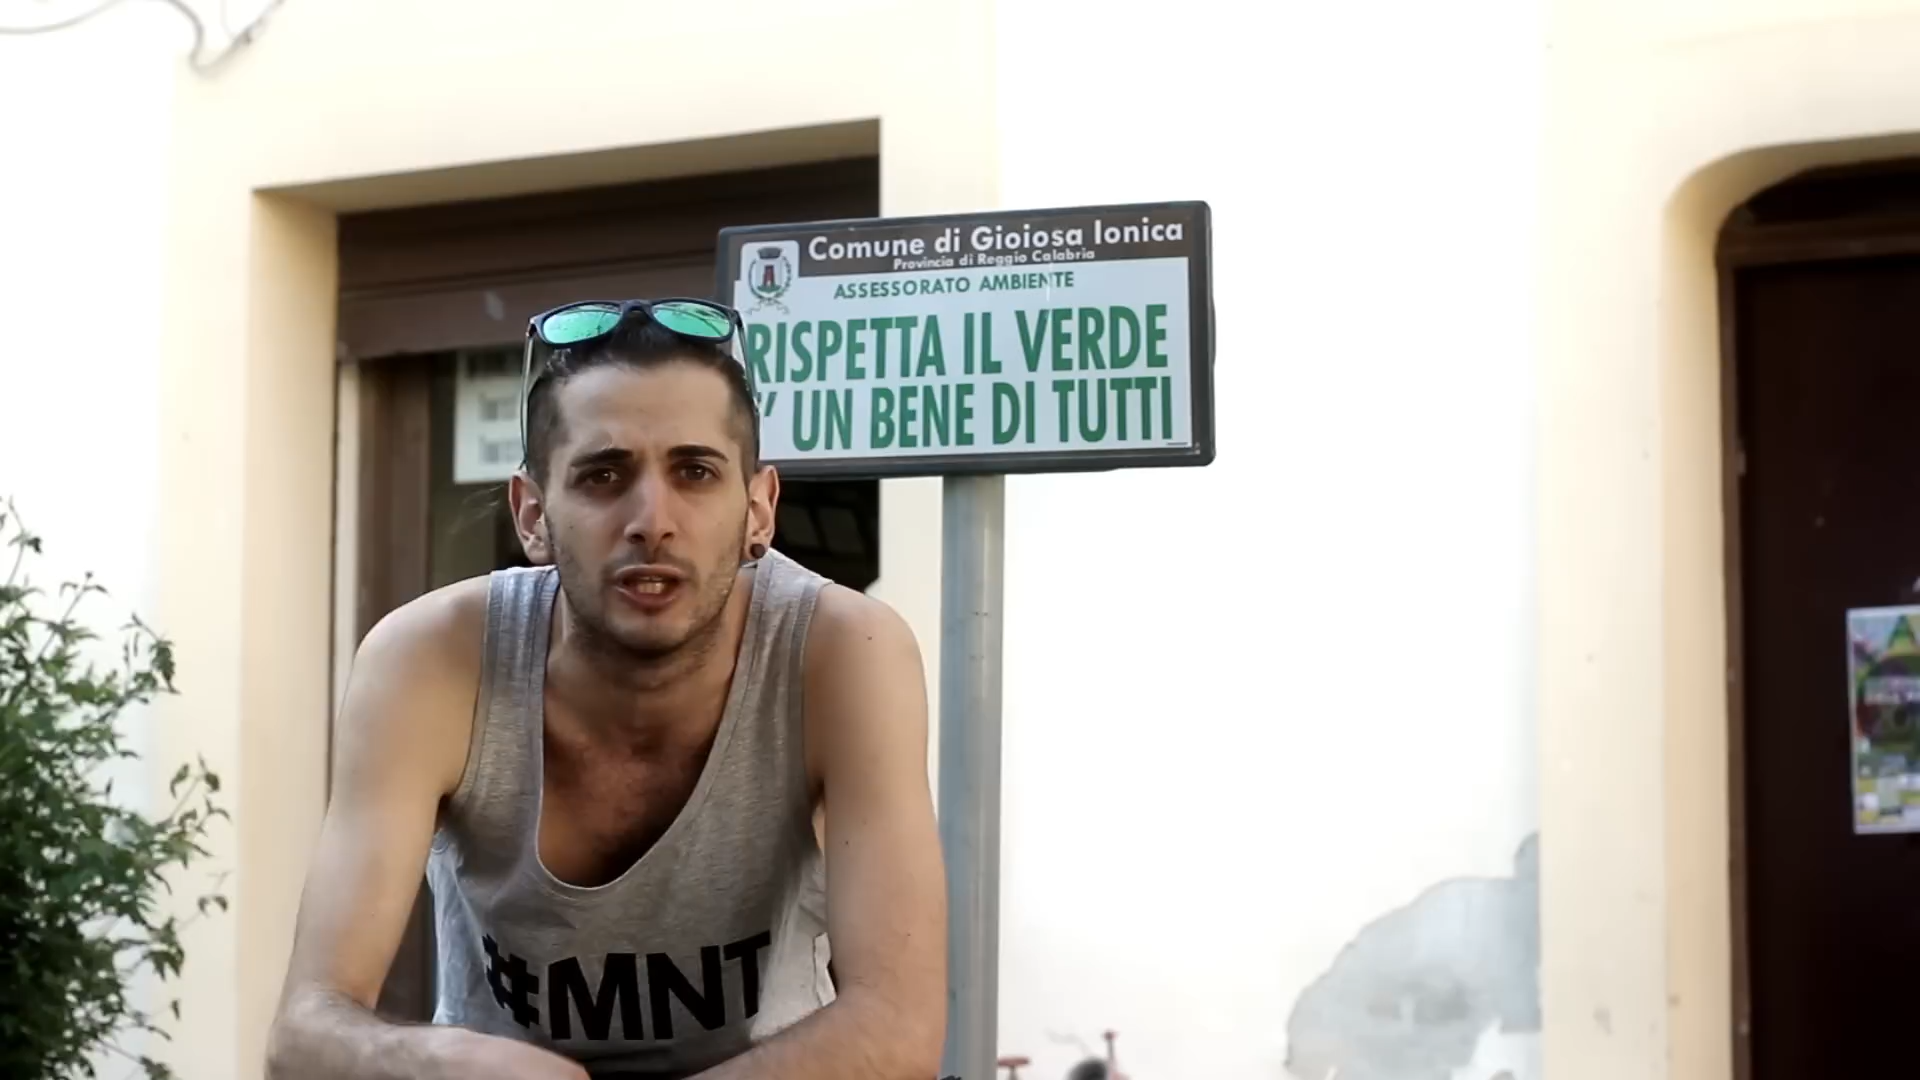 Comune di Gioiosa Ionica
Provincia di Reggio Calabria
ASSESSORATO AMBIENTE
RISPETTA IL VERDE
' UN BENE DI TUTTI
#MNT